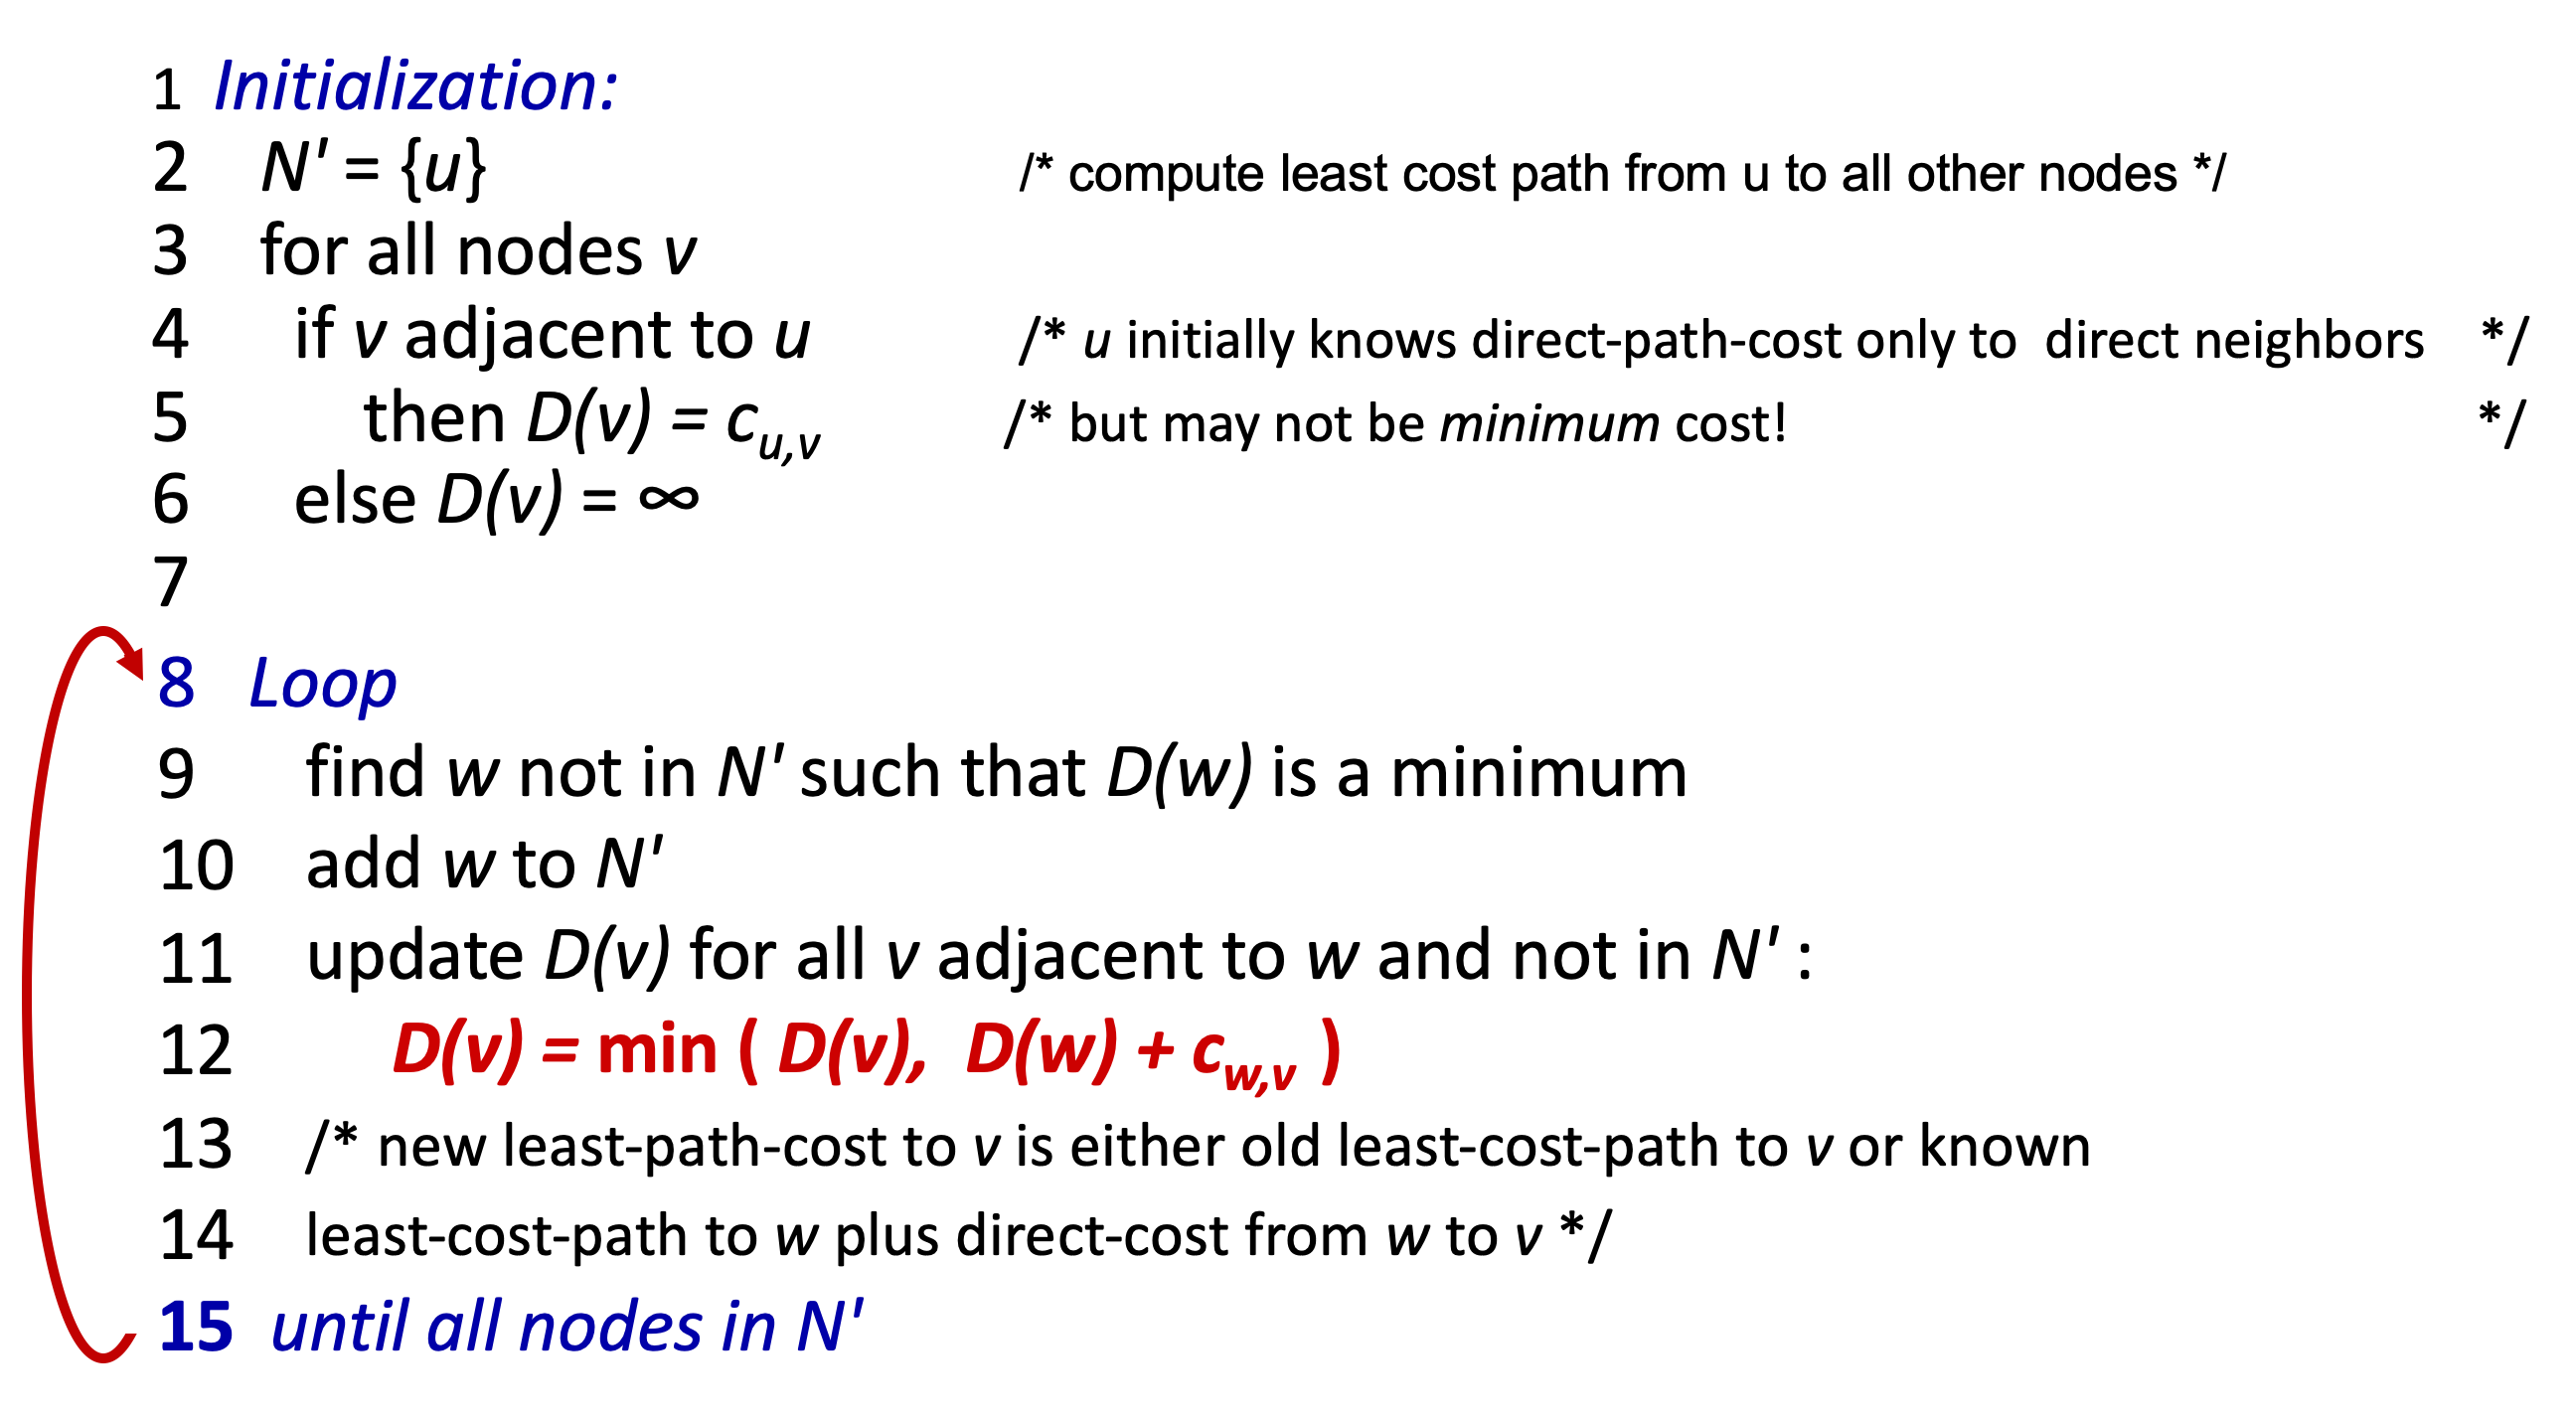 1 Initialization:
2 N' = {u} /* compute least cost path from u to all other nodes */
3 for all nodes v
4 if v adjacent to u /* u initially knows direct-path-cost only to direct neighbors */
5 then D(v) = c_{u,v} /* but may not be minimum cost! */
6 else D(v) = ∞
7
8 Loop
9 find w not in N' such that D(w) is a minimum
10 add w to N'
11 update D(v) for all v adjacent to w and not in N' :
12 D(v) = min ( D(v), D(w) + c_{w,v} )
13 /* new least-path-cost to v is either old least-cost-path to v or known
14 least-cost-path to w plus direct-cost from w to v */
15 until all nodes in N'